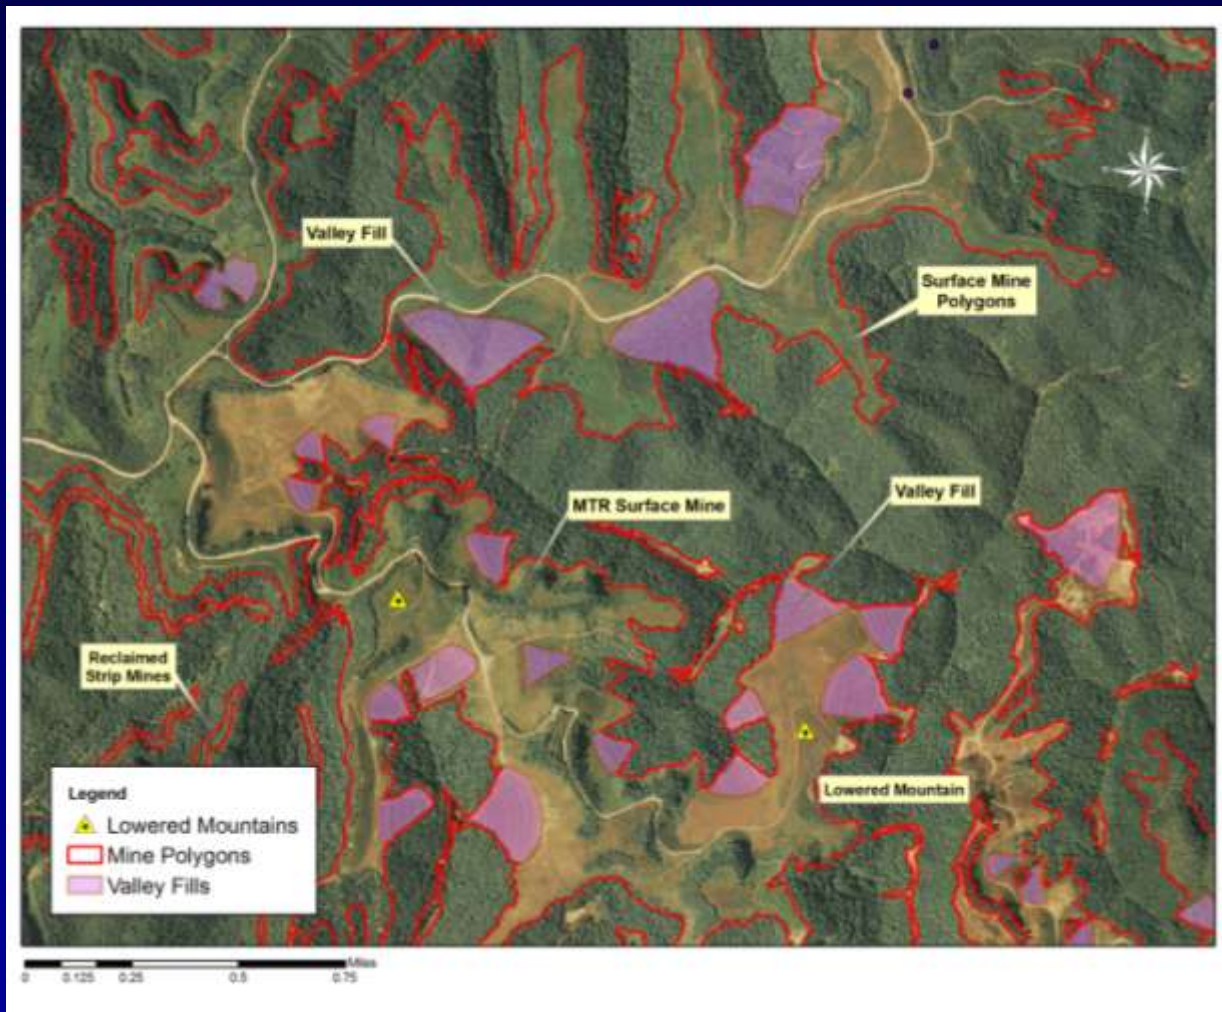 Valley Fill
Surface Mine
Polygons
Valley Fill
MTR Surface Mine
Reclaimed
Strip Mines
Lowered Mountain
Legend
Lowered Mountains
Mine Polygons
Valley Fills
Miles
0 0.125 0.25 0.5 0.75